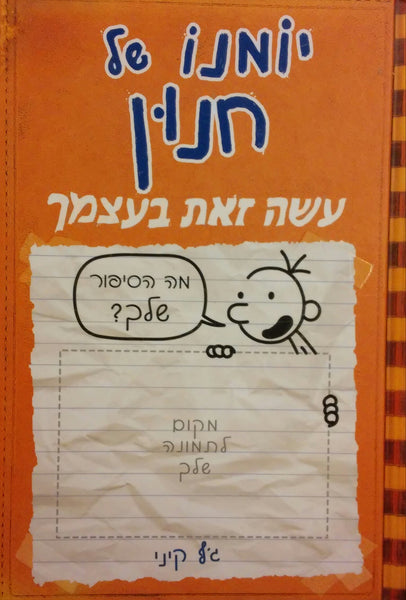 יומנו של
חנון
עשה זאת בעצמך
מה הסיפור
שלך?
מקום
לתמונה
שלך
ג'ף קיני